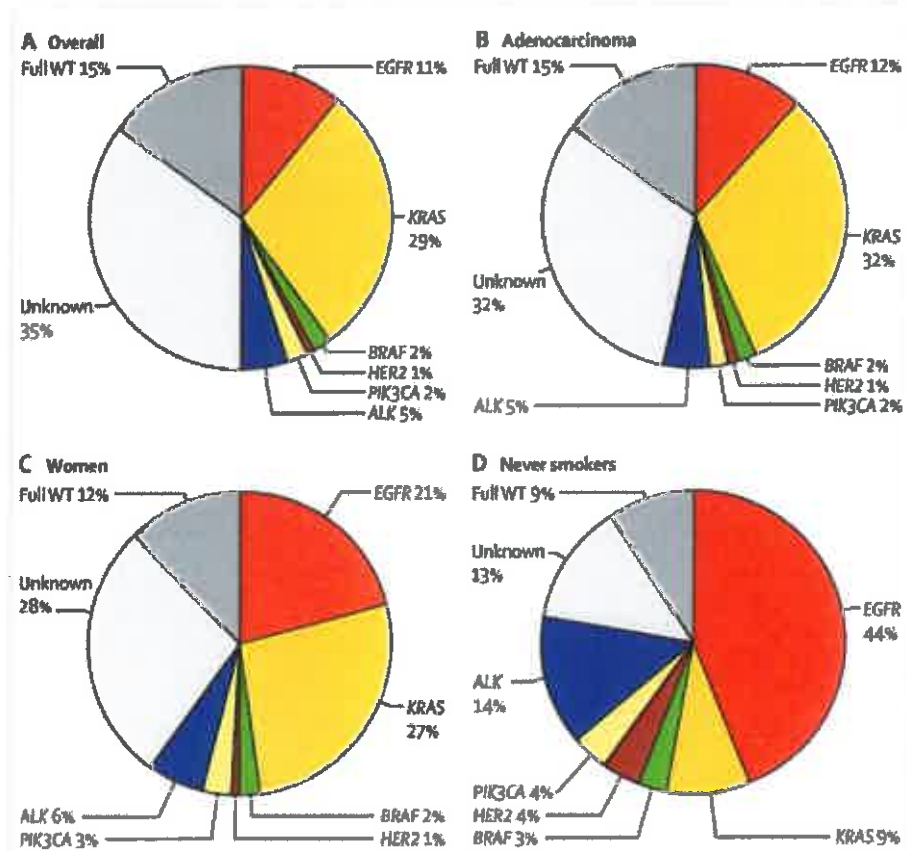 A Overall
Full WT 15%
EGFR 11%
KRAS
29%
BRAF 2%
HER2 1%
PIK3CA 2%
ALK 5%
Unknown
35%
B Adenocarcinoma
Full WT 15%
EGFR 12%
KRAS
32%
BRAF 2%
HER2 1%
PIK3CA 2%
ALK 5%
Unknown
32%
C Women
Full WT 12%
EGFR 21%
KRAS
27%
BRAF 2%
HER2 1%
PIK3CA 3%
ALK 6%
Unknown
28%
D Never smokers
Full WT 9%
EGFR
44%
KRAS 9%
BRAF 3%
HER2 4%
PIK3CA 4%
ALK
14%
Unknown
13%